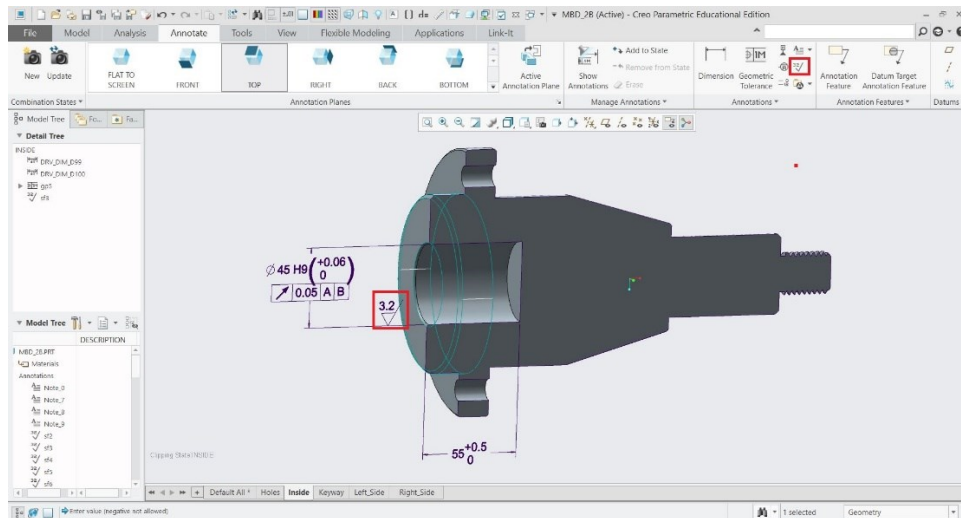 MBD_2B (Active) - Creo Parametric Educational Edition
File Model Analysis Annotate Tools View Flexible Modeling Applications Link-It
New Update
FLAT TO SCREEN
FRONT
TOP
RIGHT
BACK
BOTTOM
Active Annotation Plane
Show Annotations
Add to State
Remove from State
Erase
Dimension
Geometric Tolerance
Annotation Feature
Datum Target Annotation Feature
Combination States
Annotation Planes
Manage Annotations
Annotations
Annotation Features
Datums
Model Tree Fo... Fa...
Detail Tree
INSIDE
DRV_DIM_D99
DRV_DIM_D100
gp0
Ø 45 H9 (+0.06 0)
0.05 A B
3.2
55 +0.5 0
Model Tree
DESCRIPTION
MBD_2B.PRT
Materials
Annotations
Note_0
Note_7
Note_8
Note_9
sf2
sf3
sf4
sf5
Clipping State:INSIDE
Default All * Holes Inside Keyway Left_Side Right_Side
Enter value (negative not allowed):
1 selected
Geometry